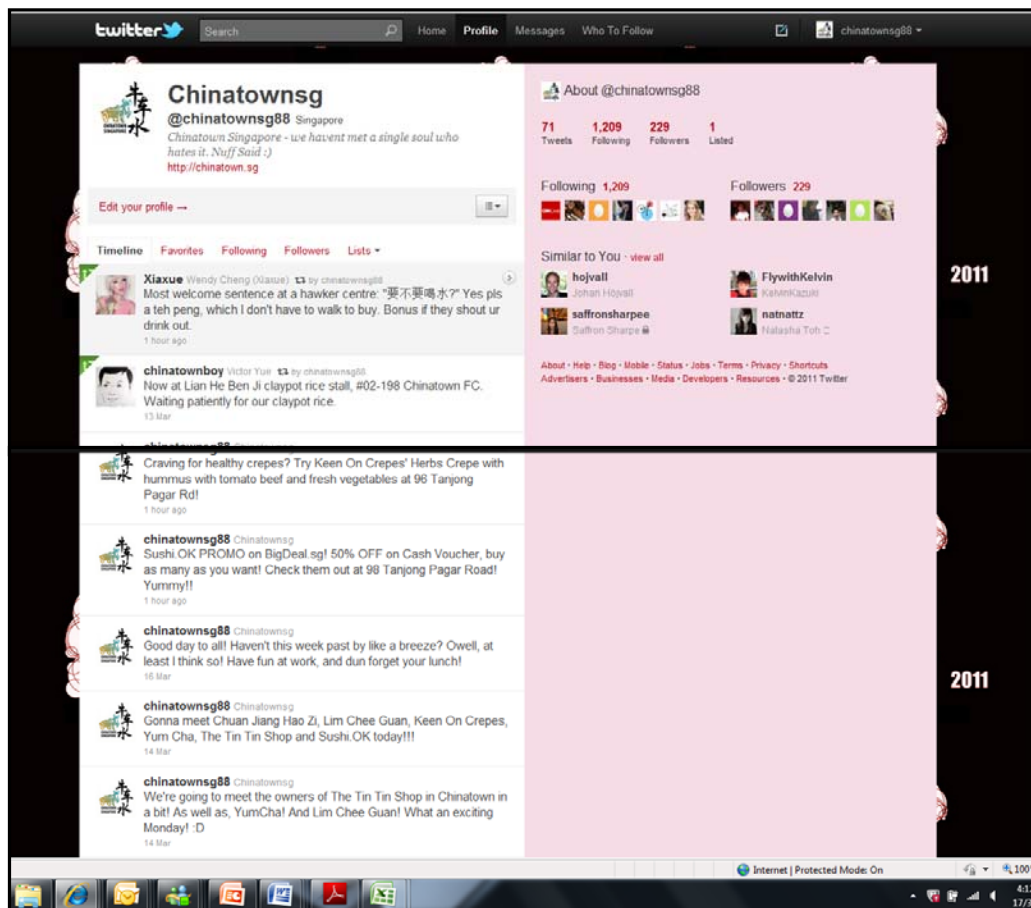 twitter
Search
Home Profile Messages Who To Follow
chinatownsg88
牛车水
Chinatownsg
@chinatownsg88 Singapore
Chinatown Singapore - we havent met a single soul who
hates it. Nuff Said :)
http://chinatown.sg
Edit your profile →
Timeline Favorites Following Followers Lists
Xiaxue Wendy Cheng (Xiaxue) by chinatownsg88
Most welcome sentence at a hawker centre: "要不要喝水?" Yes pls
a teh peng, which I don't have to walk to buy. Bonus if they shout ur
drink out.
1 hour ago
chinatownboy Victor Yue by chinatownsg88
Now at Lian He Ben Ji claypot rice stall, #02-198 Chinatown FC.
Waiting patiently for our claypot rice.
13 Mar
Craving for healthy crepes? Try Keen On Crepes' Herbs Crepe with
hummus with tomato beef and fresh vegetables at 96 Tanjong
Pagar Rd!
1 hour ago
牛车水
chinatownsg88 Chinatownsg
Sushi.OK PROMO on BigDeal.sg! 50% OFF on Cash Voucher, buy
as many as you want! Check them out at 98 Tanjong Pagar Road!
Yummy!!
1 hour ago
牛车水
chinatownsg88 Chinatownsg
Good day to all! Haven't this week past by like a breeze? Owell, at
least I think so! Have fun at work, and dun forget your lunch!
16 Mar
牛车水
chinatownsg88 Chinatownsg
Gonna meet Chuan Jiang Hao Zi, Lim Chee Guan, Keen On Crepes,
Yum Cha, The Tin Tin Shop and Sushi.OK today!!!
14 Mar
牛车水
chinatownsg88 Chinatownsg
We're going to meet the owners of The Tin Tin Shop in Chinatown in
a bit! As well as, YumCha! And Lim Chee Guan! What an exciting
Monday! :D
14 Mar
About @chinatownsg88
71 1,209 229 1
Tweets Following Followers Listed
Following 1,209 Followers 229
Similar to You · view all
hojvall
Johan Hojvall
FlywithKelvin
KelvinKazuki
saffronsharpee
Saffron Sharpe
natnattz
Natasha Toh
About · Help · Blog · Mobile · Status · Jobs · Terms · Privacy · Shortcuts
Advertisers · Businesses · Media · Developers · Resources · © 2011 Twitter
2011
2011
Internet | Protected Mode: On